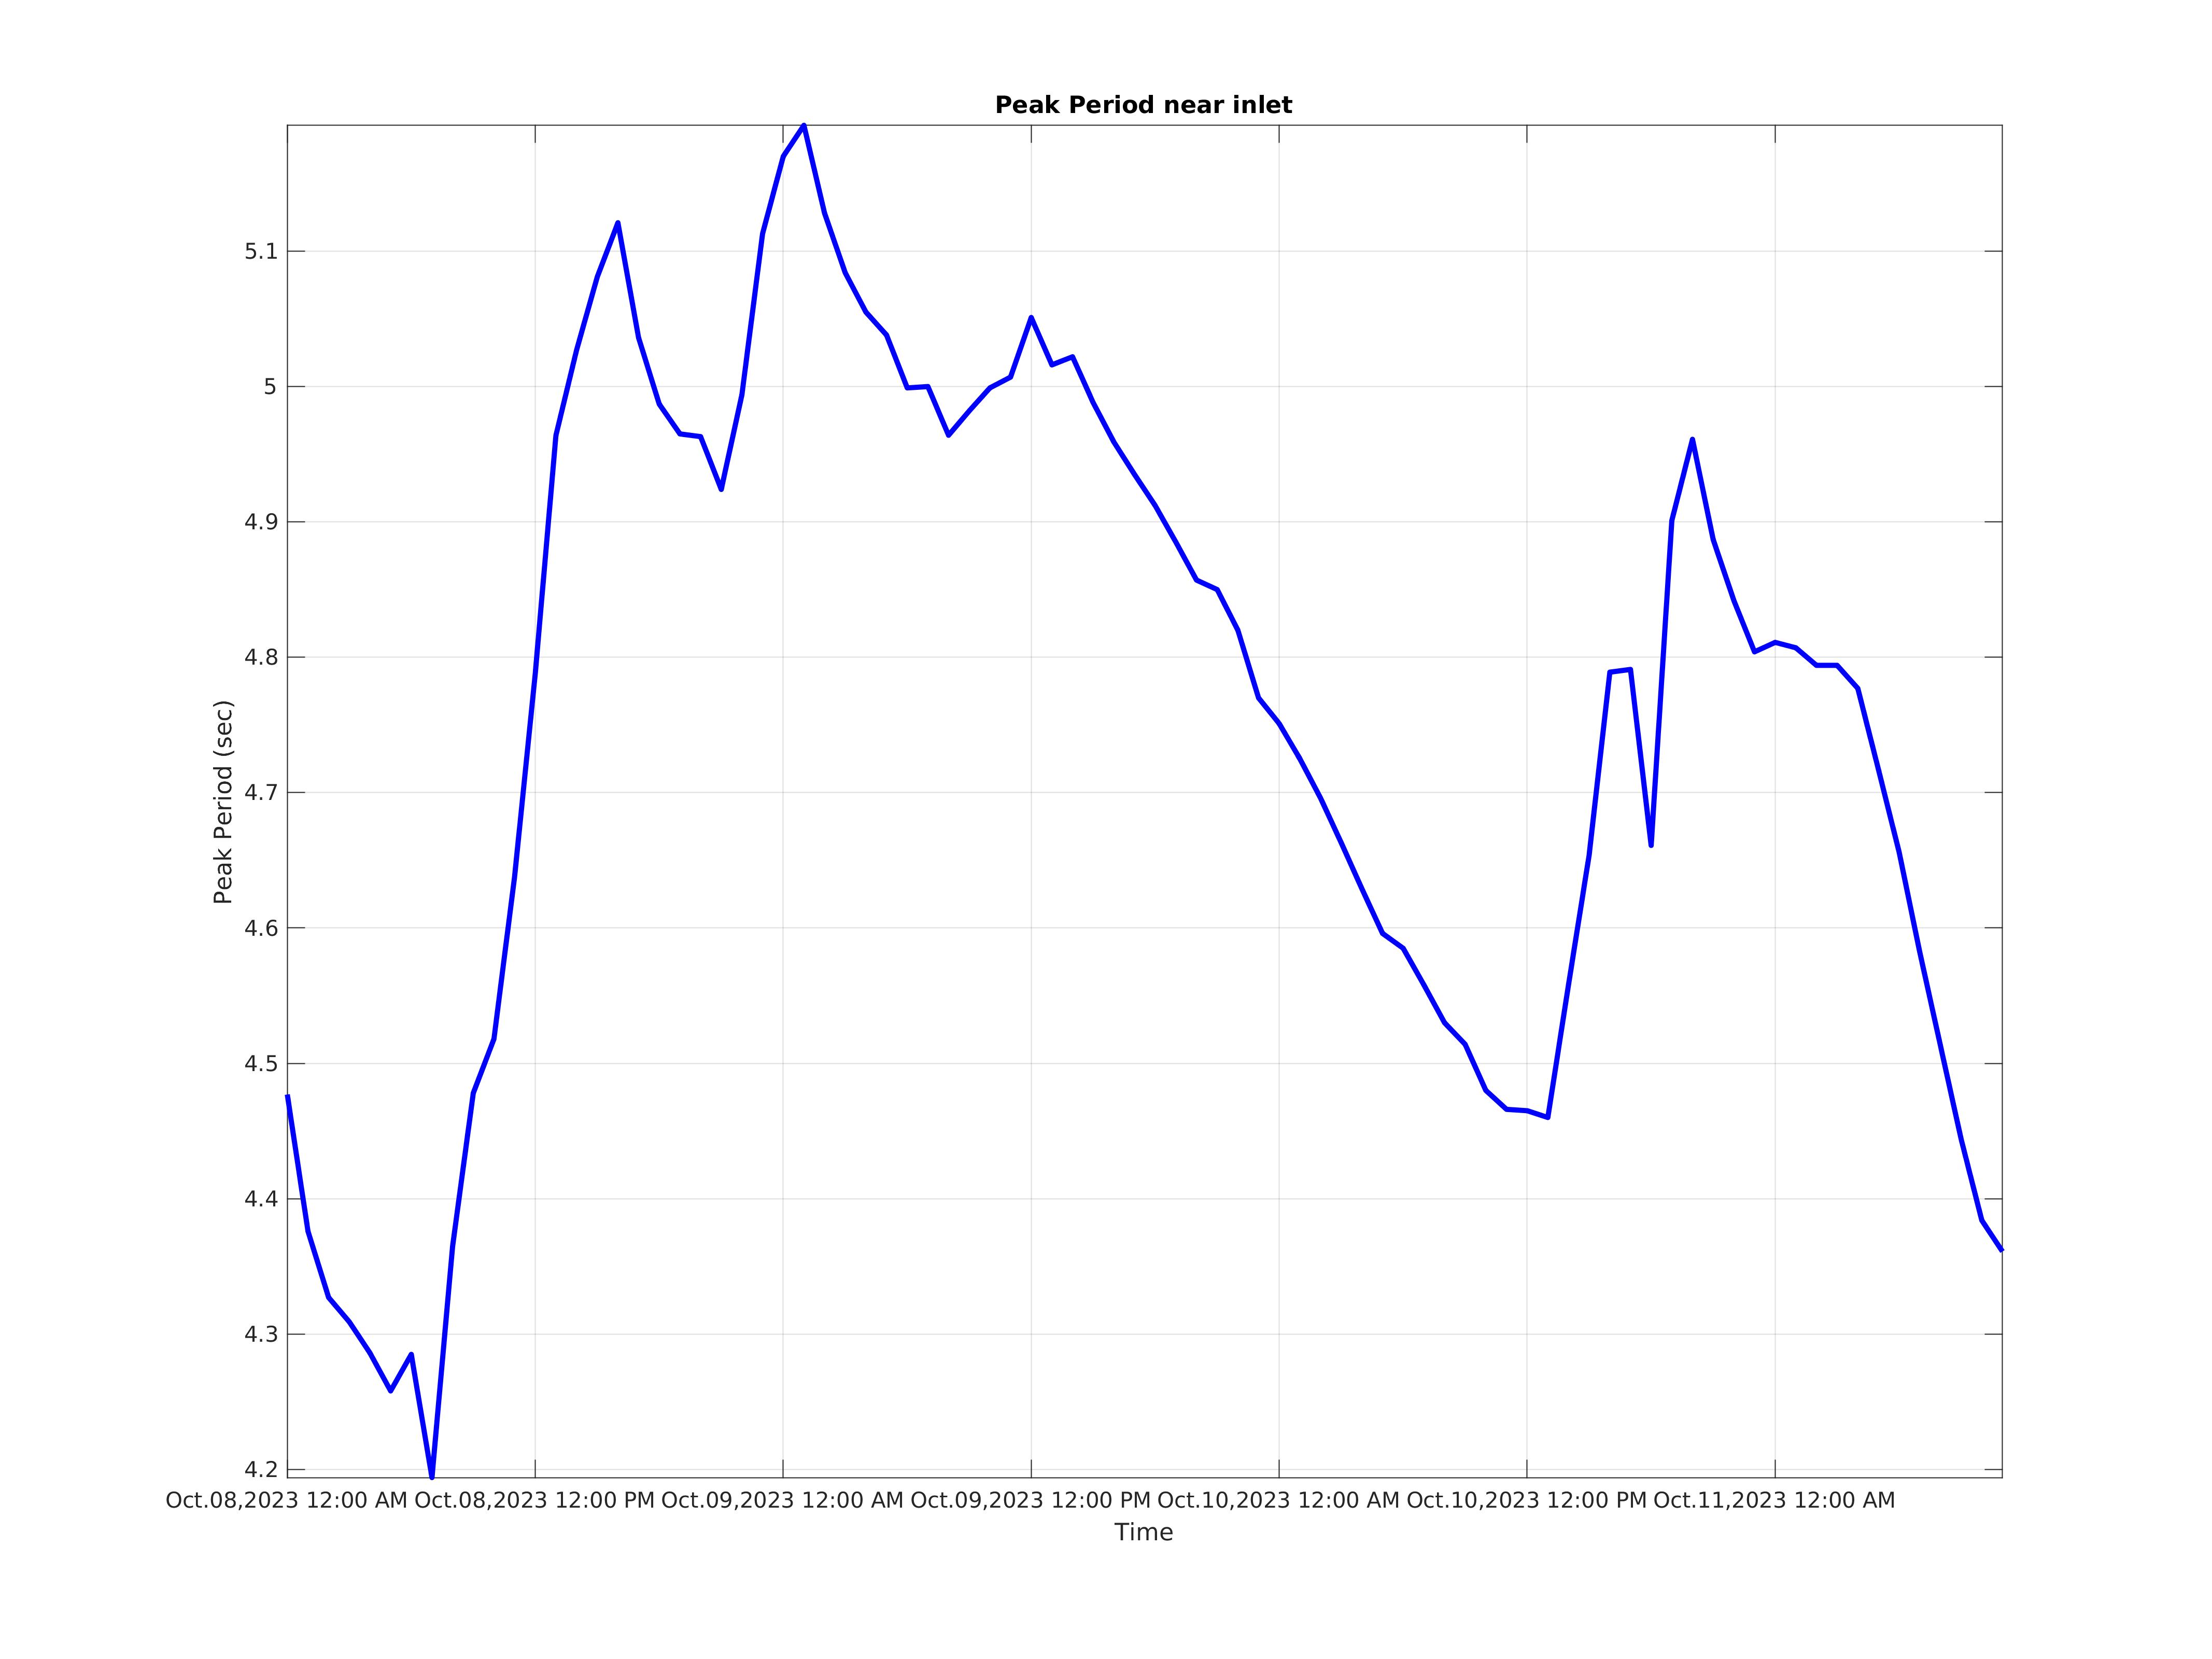 Peak Period near inlet
5.1
5
4.9
4.8
4.7
4.6
4.5
4.4
4.3
4.2
Peak Period (sec)
Oct.08,2023 12:00 AM Oct.08,2023 12:00 PM Oct.09,2023 12:00 AM Oct.09,2023 12:00 PM Oct.10,2023 12:00 AM Oct.10,2023 12:00 PM Oct.11,2023 12:00 AM
Time